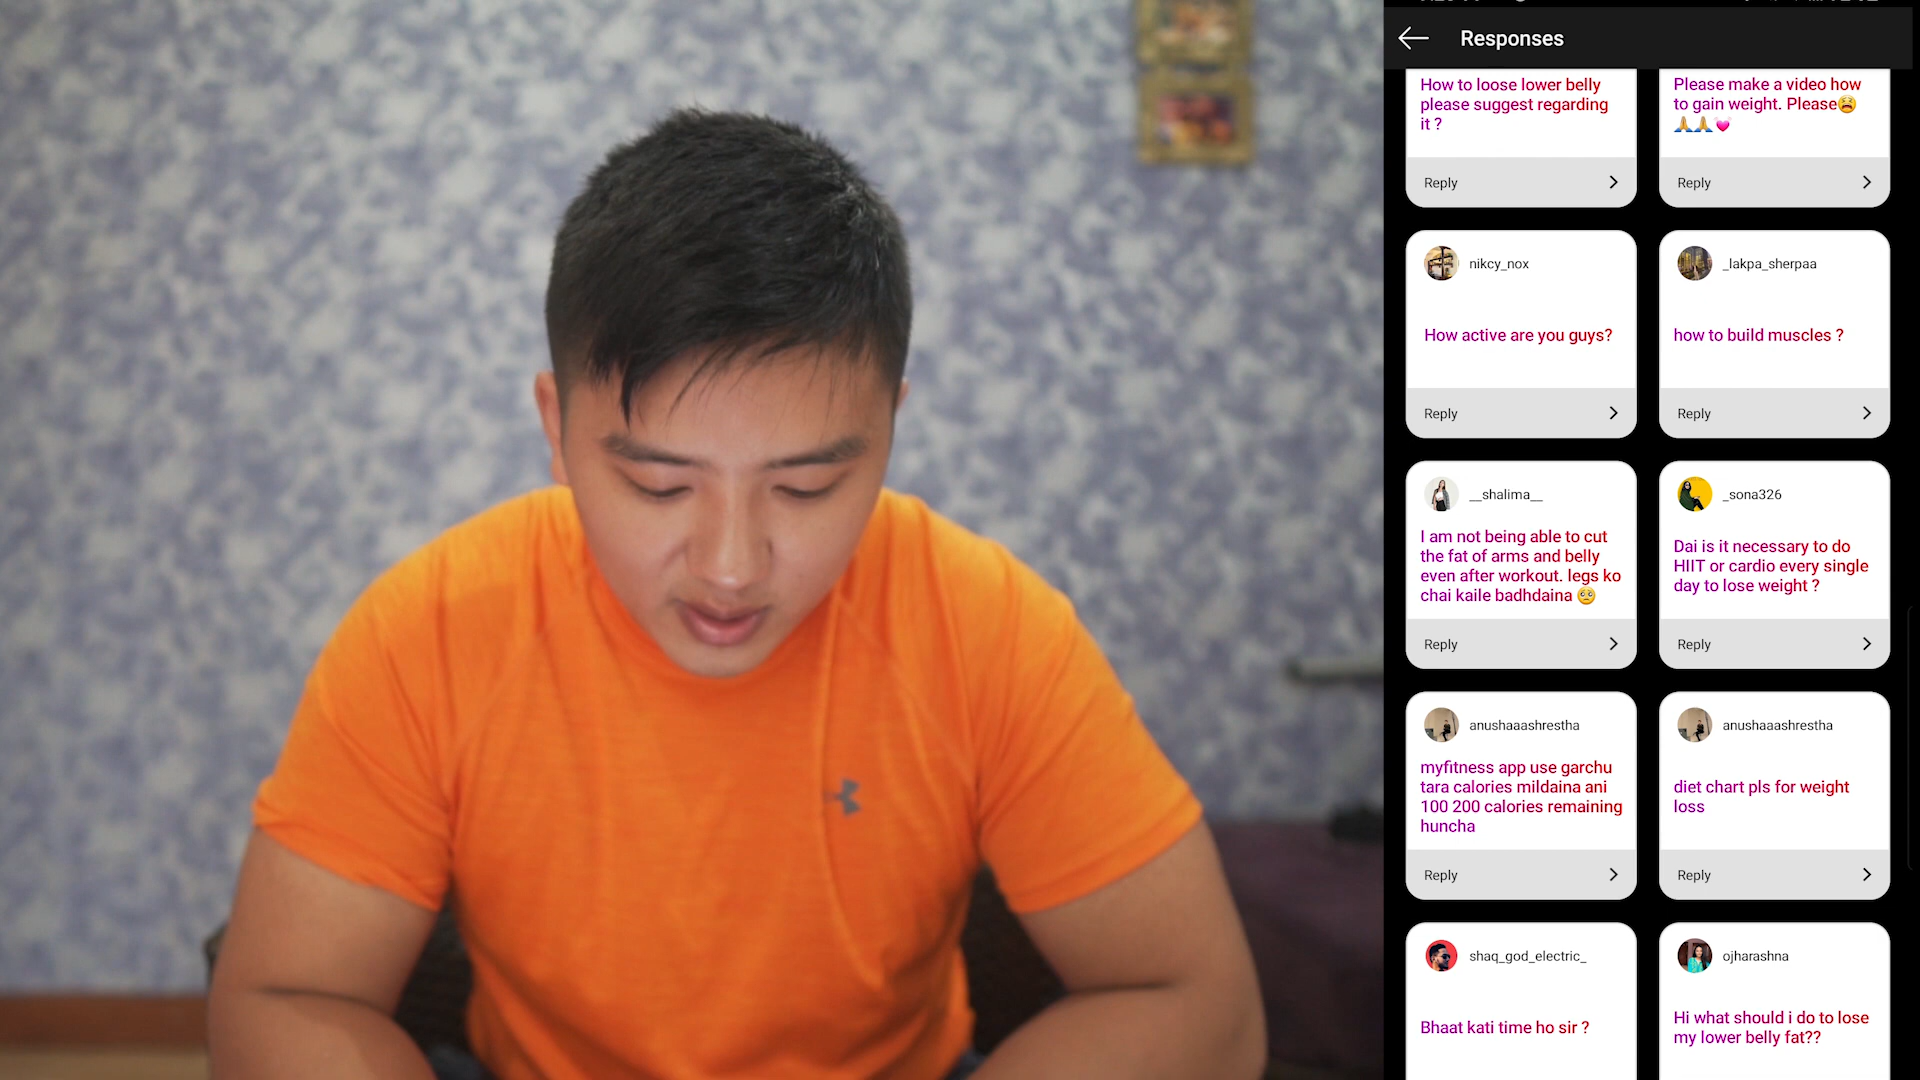 Responses
How to loose lower belly
please suggest regarding
it ?
Reply
Please make a video how
to gain weight. Please😫
🙏🙏💓
Reply
nikcy_nox
How active are you guys?
Reply
_lakpa_sherpaa
how to build muscles ?
Reply
__shalima__
I am not being able to cut
the fat of arms and belly
even after workout. legs ko
chai kaile badhdaina 🥺
Reply
_sona326
Dai is it necessary to do
HIIT or cardio every single
day to lose weight ?
Reply
anushaaashrestha
myfitness app use garchu
tara calories mildaina ani
100 200 calories remaining
huncha
Reply
anushaaashrestha
diet chart pls for weight
loss
Reply
shaq_god_electric_
Bhaat kati time ho sir ?
ojharashna
Hi what should i do to lose
my lower belly fat??